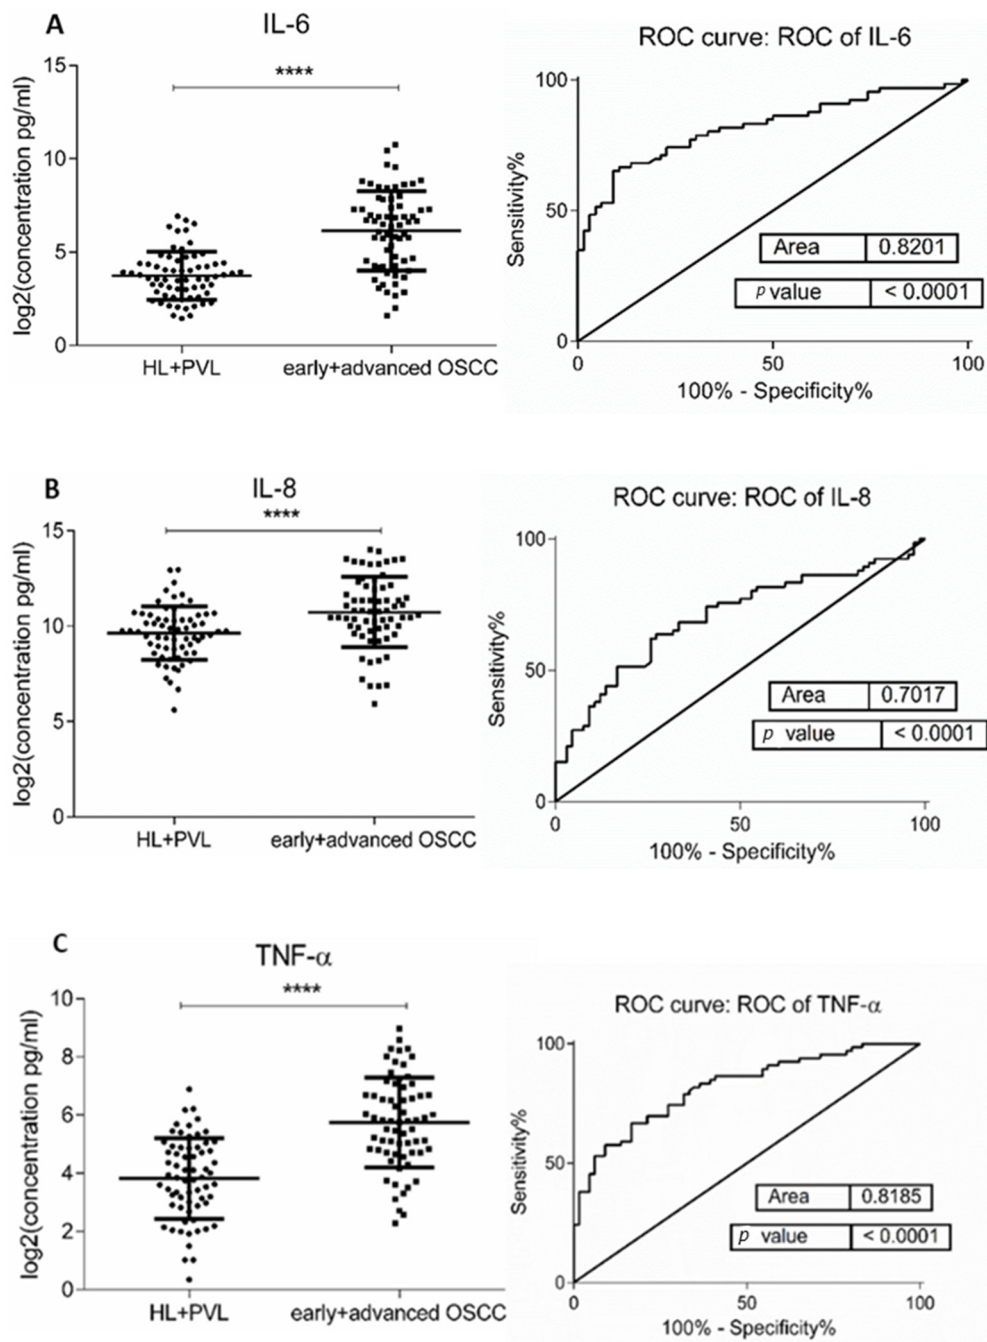 A
IL-6
****
log2(concentration pg/ml)
15
10
5
0
HL+PVL
early+advanced OSCC
ROC curve: ROC of IL-6
Sensitivity%
100
50
0
Area 0.8201
p value < 0.0001
0 50 100
100% - Specificity%
B
IL-8
****
log2(concentration pg/ml)
15
10
5
0
HL+PVL
early+advanced OSCC
ROC curve: ROC of IL-8
Sensitivity%
100
50
0
Area 0.7017
p value < 0.0001
0 50 100
100% - Specificity%
C
TNF-α
****
log2(concentration pg/ml)
10
8
6
4
2
0
HL+PVL
early+advanced OSCC
ROC curve: ROC of TNF-α
Sensitivity%
100
50
0
Area 0.8185
p value < 0.0001
0 50 100
100% - Specificity%